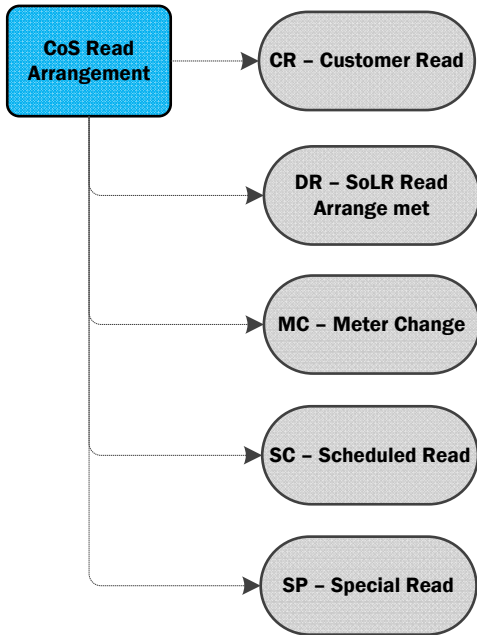 CoS Read
Arrangement
CR – Customer Read
DR – SoLR Read
Arrange met
MC – Meter Change
SC – Scheduled Read
SP – Special Read